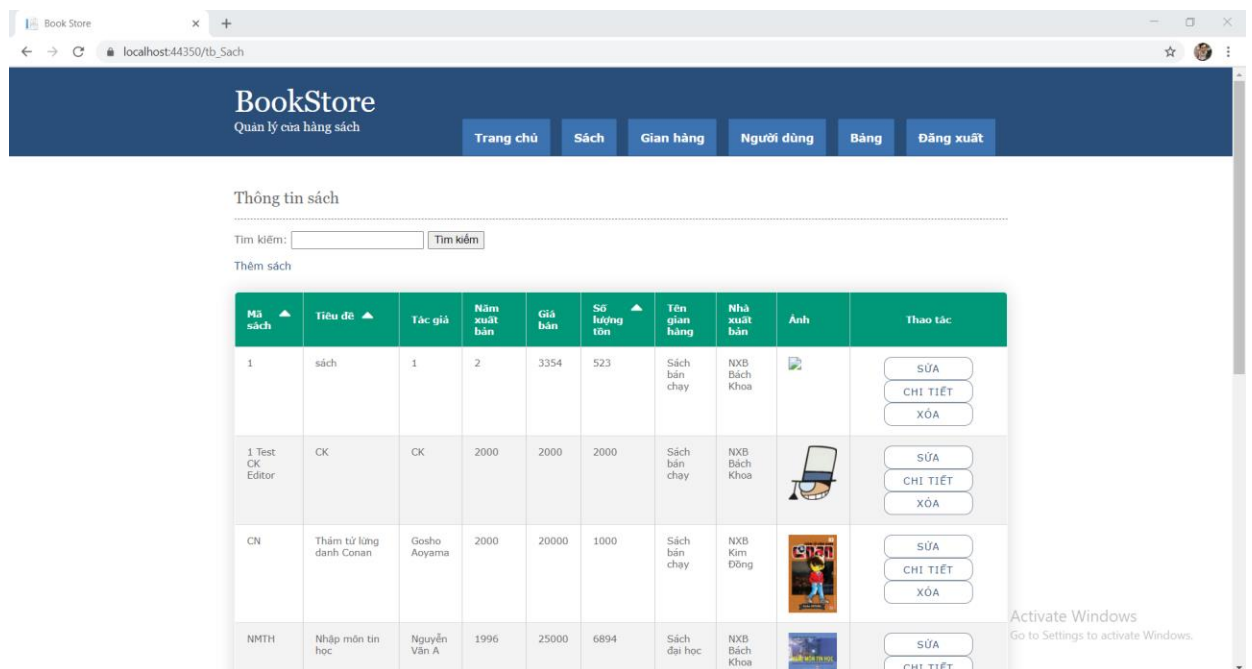 Book Store
localhost:44350/tb_Sach
BookStore
Quản lý cửa hàng sách
Trang chủ Sách Gian hàng Người dùng Bảng Đăng xuất
Thông tin sách
Tìm kiếm: Tìm kiếm
Thêm sách
Mã sách Tiêu đề Tác giả Năm xuất bản Giá bán Số lượng tồn Tên gian hàng Nhà xuất bản Ảnh Thao tác
1 sách 1 2 3354 523 Sách bán chạy NXB Bách Khoa SỬA
CHI TIẾT
XÓA
1 Test CK Editor CK CK 2000 2000 2000 Sách bán chạy NXB Bách Khoa SỬA
CHI TIẾT
XÓA
CN Thám tử lừng danh Conan Gosho Aoyama 2000 20000 1000 Sách bán chạy NXB Kim Đồng conan SỬA
CHI TIẾT
XÓA
NMTH Nhập môn tin học Nguyễn Văn A 1996 25000 6894 Sách đại học NXB Bách Khoa NHẬP MÔN TIN HỌC SỬA
CHI TIẾT
Activate Windows
Go to Settings to activate Windows.